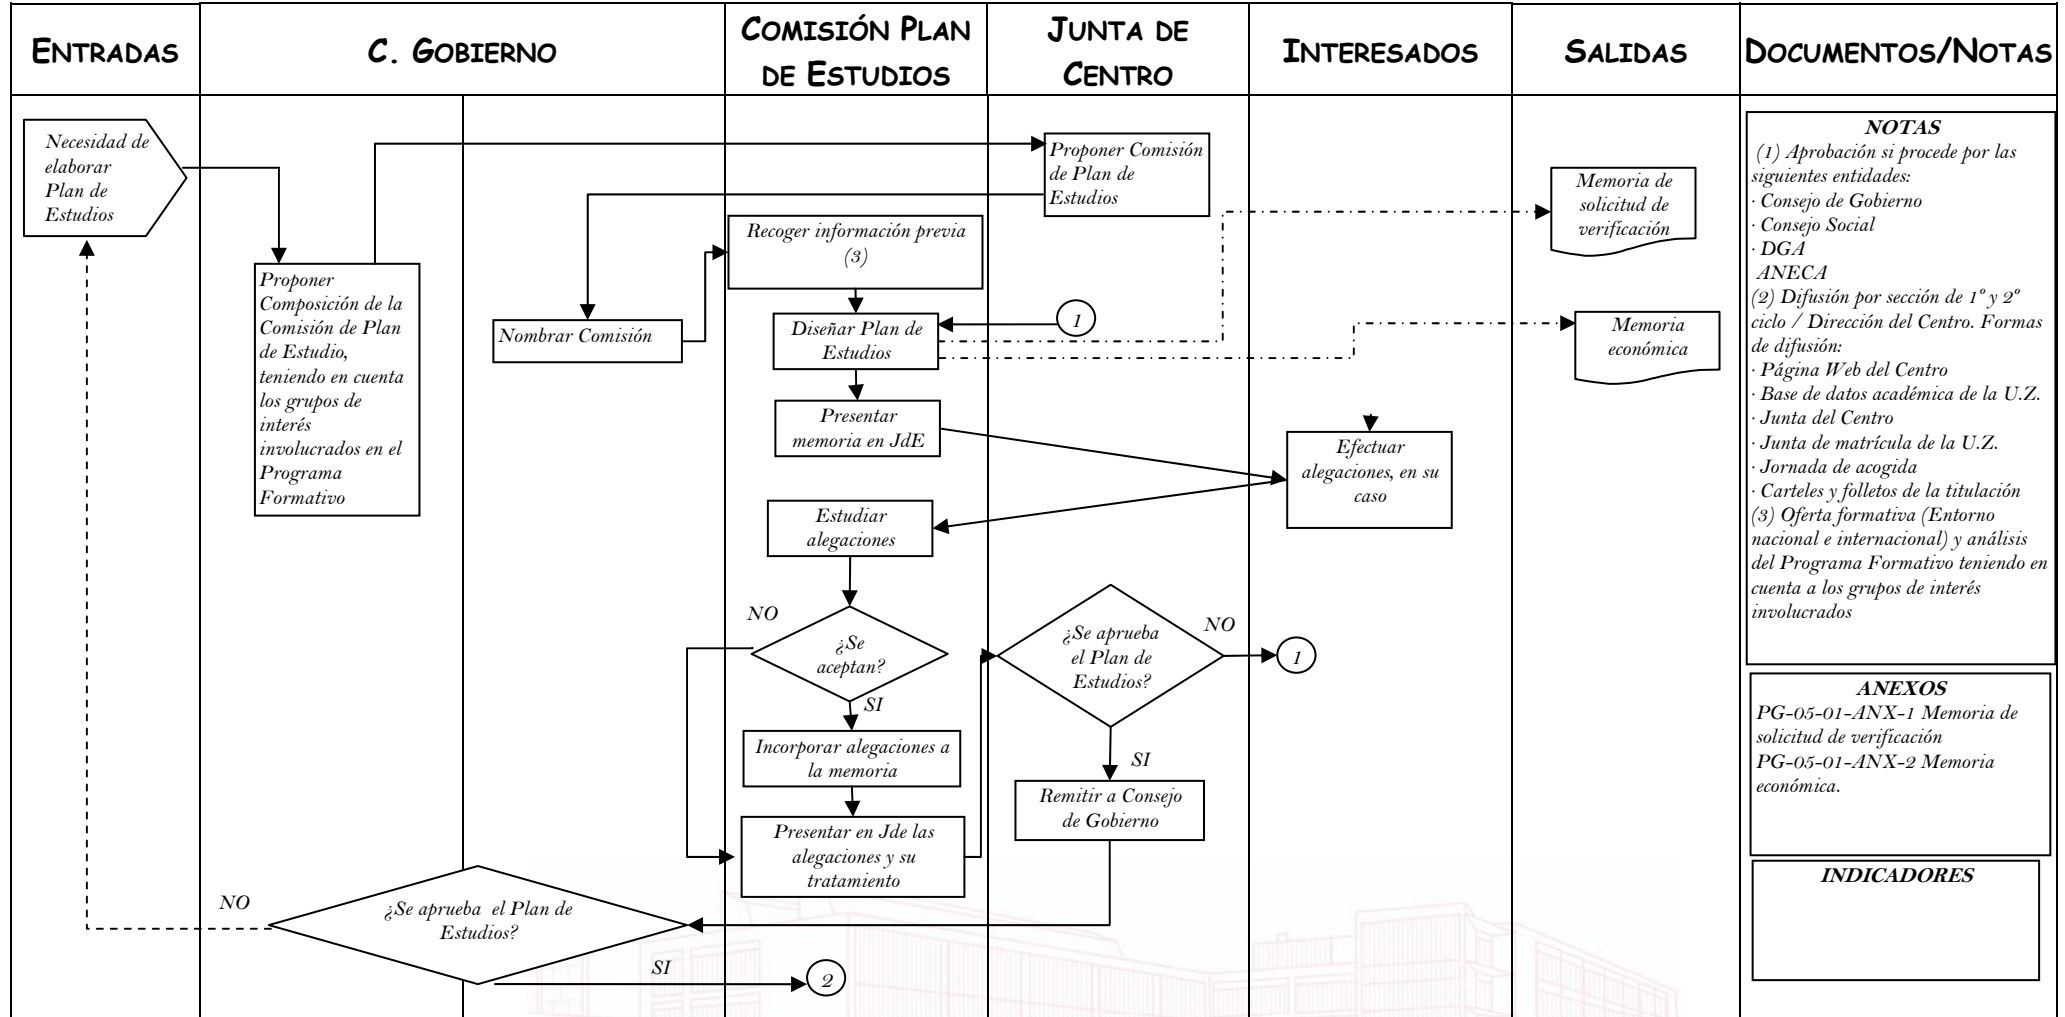 ENTRADAS
C. GOBIERNO
COMISIÓN PLAN
DE ESTUDIOS
JUNTA DE
CENTRO
INTERESADOS
SALIDAS
DOCUMENTOS/NOTAS
Necesidad de
elaborar
Plan de
Estudios
Proponer
Composición de la
Comisión de Plan
de Estudio,
teniendo en cuenta
los grupos de
interés
involucrados en el
Programa
Formativo
Nombrar Comisión
Proponer Comisión
de Plan de
Estudios
Recoger información previa
(3)
Diseñar Plan de
Estudios
1
Presentar
memoria en JdE
Estudiar
alegaciones
NO
¿Se
aceptan?
SI
Incorporar alegaciones a
la memoria
Presentar en Jde las
alegaciones y su
tratamiento
¿Se aprueba
el Plan de
Estudios?
NO
1
SI
Remitir a Consejo
de Gobierno
NO
¿Se aprueba el Plan de
Estudios?
SI
2
Efectuar
alegaciones, en su
caso
Memoria de
solicitud de
verificación
Memoria
económica
NOTAS
(1) Aprobación si procede por las
siguientes entidades:
· Consejo de Gobierno
· Consejo Social
· DGA
ANECA
(2) Difusión por sección de 1º y 2º
ciclo / Dirección del Centro. Formas
de difusión:
· Página Web del Centro
· Base de datos académica de la U.Z.
· Junta del Centro
· Junta de matrícula de la U.Z.
· Jornada de acogida
· Carteles y folletos de la titulación
(3) Oferta formativa (Entorno
nacional e internacional) y análisis
del Programa Formativo teniendo en
cuenta a los grupos de interés
involucrados
ANEXOS
PG-05-01-ANX-1 Memoria de
solicitud de verificación
PG-05-01-ANX-2 Memoria
económica.
INDICADORES